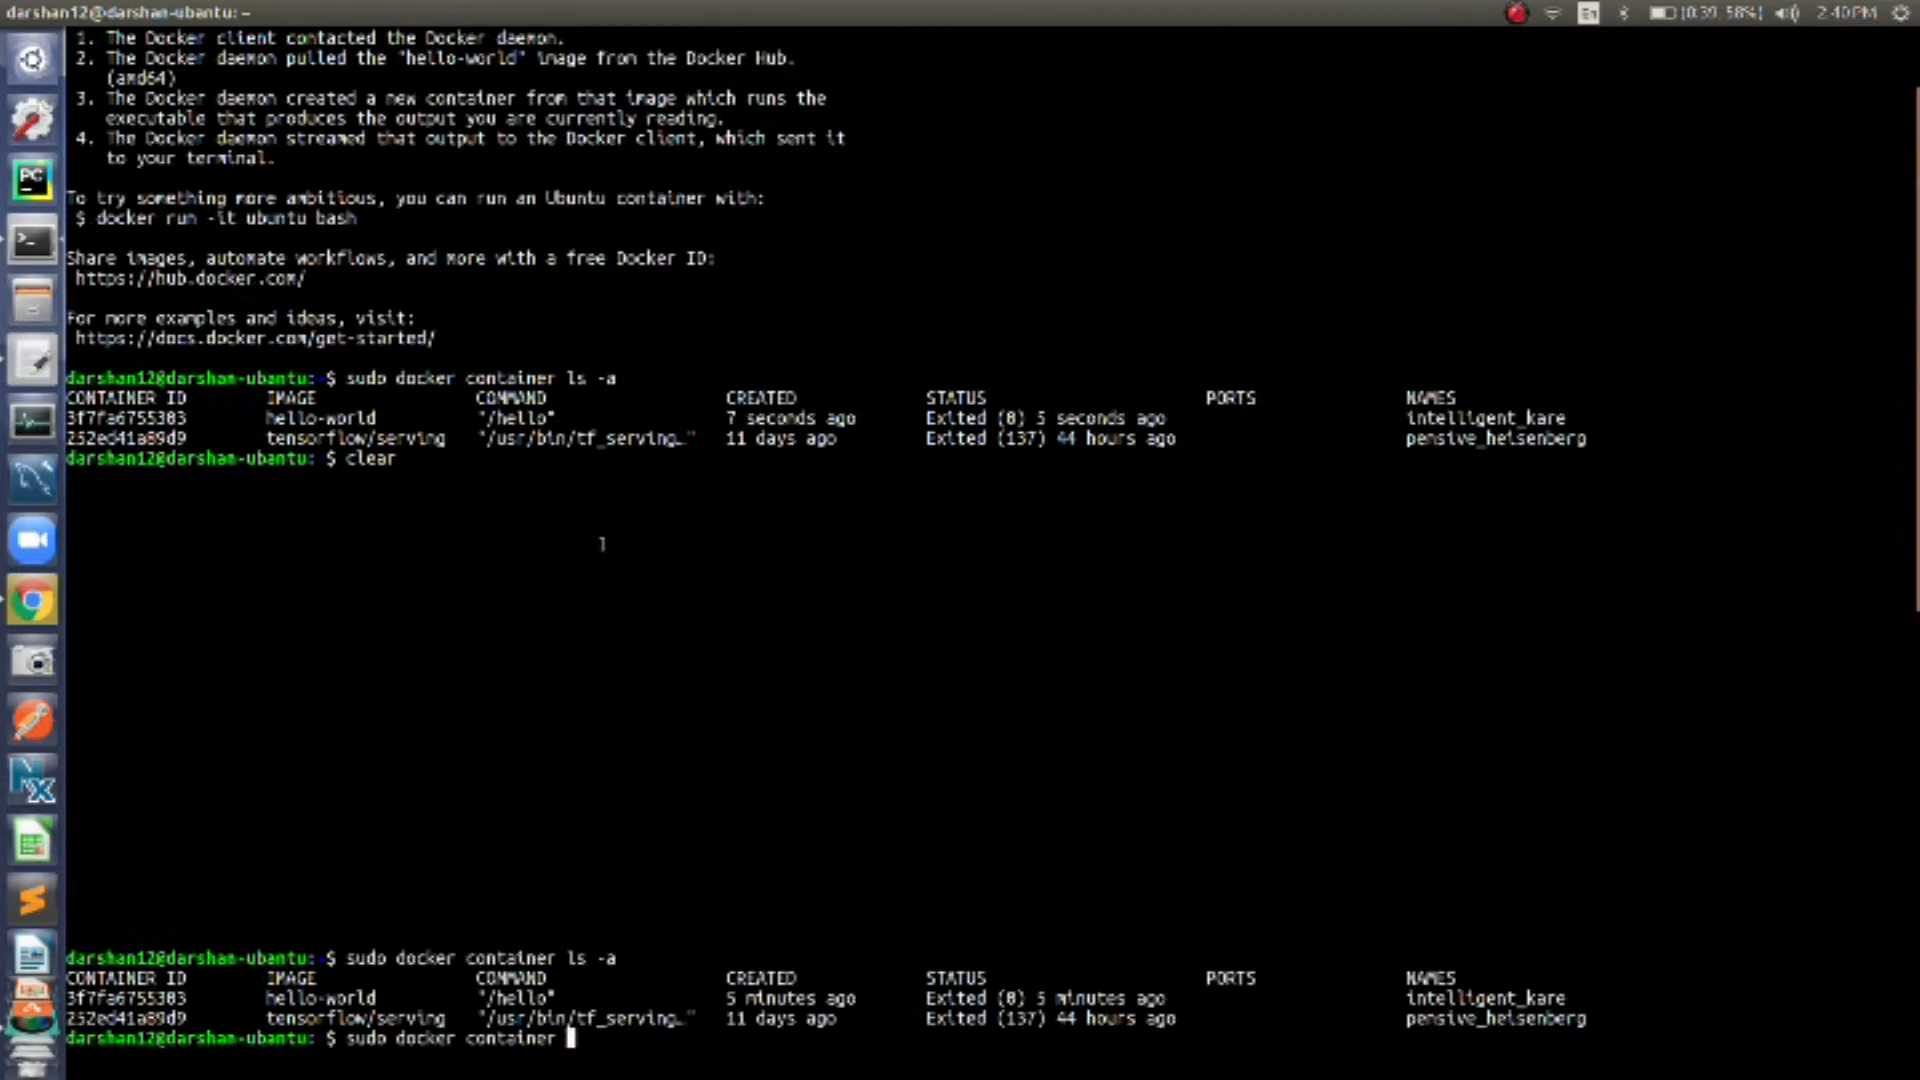 darshan12@darshan-ubantu: ~
En (0:39, 58%) 2:40 PM
1. The Docker client contacted the Docker daemon.
2. The Docker daemon pulled the "hello-world" image from the Docker Hub.
(amd64)
3. The Docker daemon created a new container from that image which runs the
executable that produces the output you are currently reading.
4. The Docker daemon streamed that output to the Docker client, which sent it
to your terminal.
To try something more ambitious, you can run an Ubuntu container with:
$ docker run -it ubuntu bash
Share images, automate workflows, and more with a free Docker ID:
https://hub.docker.com/
For more examples and ideas, visit:
https://docs.docker.com/get-started/
darshan12@darshan-ubantu:~$ sudo docker container ls -a
CONTAINER ID IMAGE COMMAND CREATED STATUS PORTS NAMES
3f7fa6755383 hello-world "/hello" 7 seconds ago Exited (0) 5 seconds ago intelligent_kare
252ed41a89d9 tensorflow/serving "/usr/bin/tf_serving…" 11 days ago Exited (137) 44 hours ago pensive_heisenberg
darshan12@darshan-ubantu:~$ clear
darshan12@darshan-ubantu:~$ sudo docker container ls -a
CONTAINER ID IMAGE COMMAND CREATED STATUS PORTS NAMES
3f7fa6755383 hello-world "/hello" 5 minutes ago Exited (0) 5 minutes ago intelligent_kare
252ed41a89d9 tensorflow/serving "/usr/bin/tf_serving…" 11 days ago Exited (137) 44 hours ago pensive_heisenberg
darshan12@darshan-ubantu:~$ sudo docker container
PC